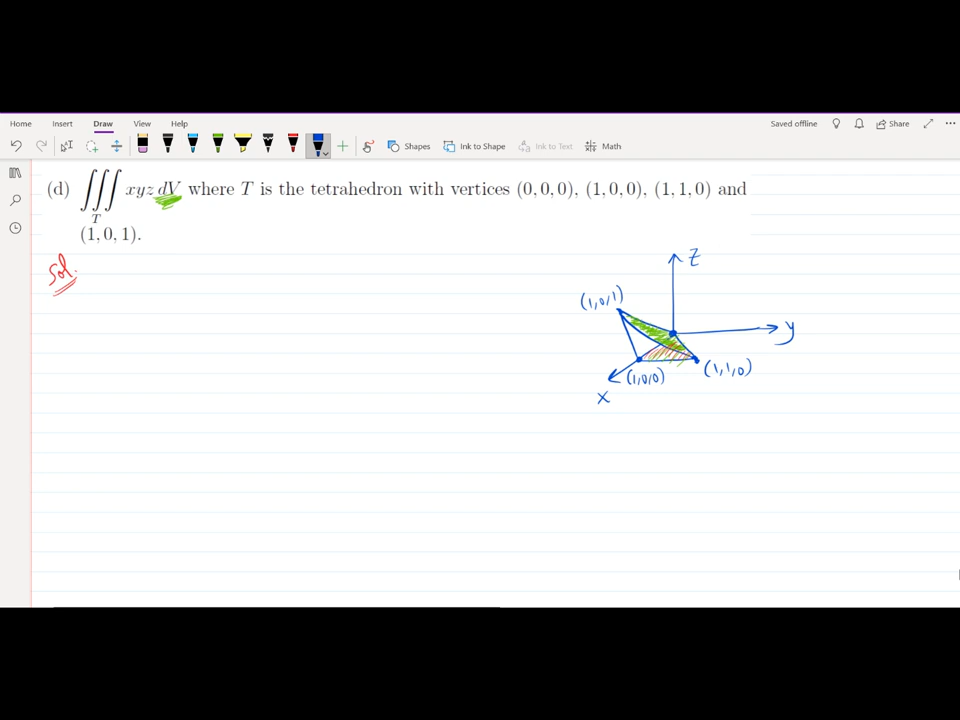 Home Insert Draw View Help
Saved offline Share
Shapes Ink to Shape Ink to Text Math
(d) ∭_T xyz dV where T is the tetrahedron with vertices (0, 0, 0), (1, 0, 0), (1, 1, 0) and
(1, 0, 1).
Sol.
z
(1,0,1)
y
(1,0,0)
(1,1,0)
x